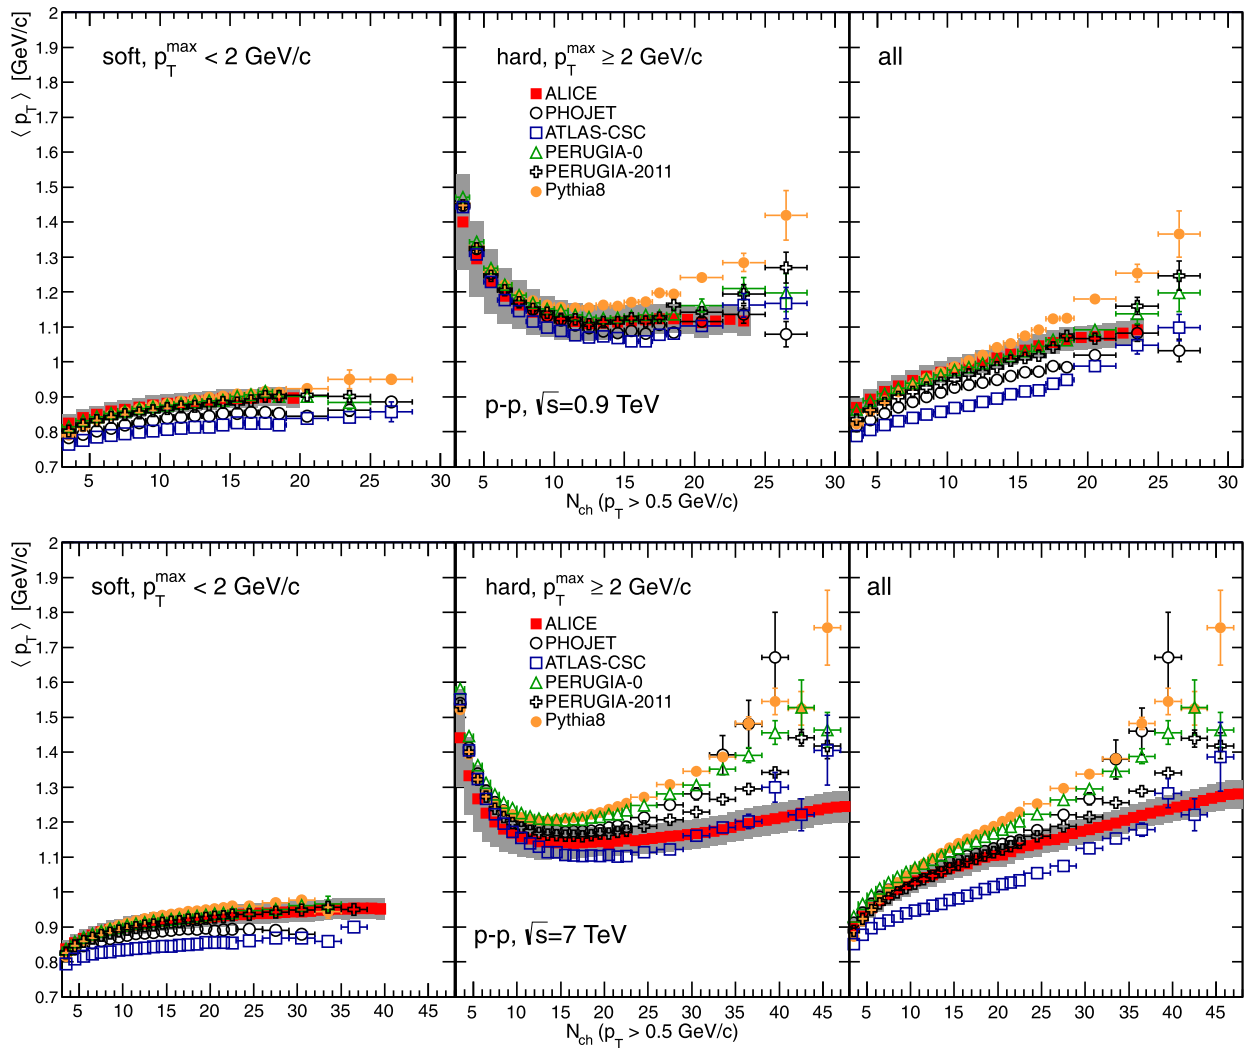 ⟨ p_T ⟩ [GeV/c]
2
1.9
1.8
1.7
1.6
1.5
1.4
1.3
1.2
1.1
1
0.9
0.8
0.7
soft, p_T^max < 2 GeV/c
hard, p_T^max ≥ 2 GeV/c
all
ALICE
PHOJET
ATLAS-CSC
PERUGIA-0
PERUGIA-2011
Pythia8
p-p, √s=0.9 TeV
5 10 15 20 25 30
5 10 15 20 25 30
5 10 15 20 25 30
N_ch (p_T > 0.5 GeV/c)
⟨ p_T ⟩ [GeV/c]
2
1.9
1.8
1.7
1.6
1.5
1.4
1.3
1.2
1.1
1
0.9
0.8
0.7
soft, p_T^max < 2 GeV/c
hard, p_T^max ≥ 2 GeV/c
all
ALICE
PHOJET
ATLAS-CSC
PERUGIA-0
PERUGIA-2011
Pythia8
p-p, √s=7 TeV
5 10 15 20 25 30 35 40 45
5 10 15 20 25 30 35 40 45
5 10 15 20 25 30 35 40 45
N_ch (p_T > 0.5 GeV/c)